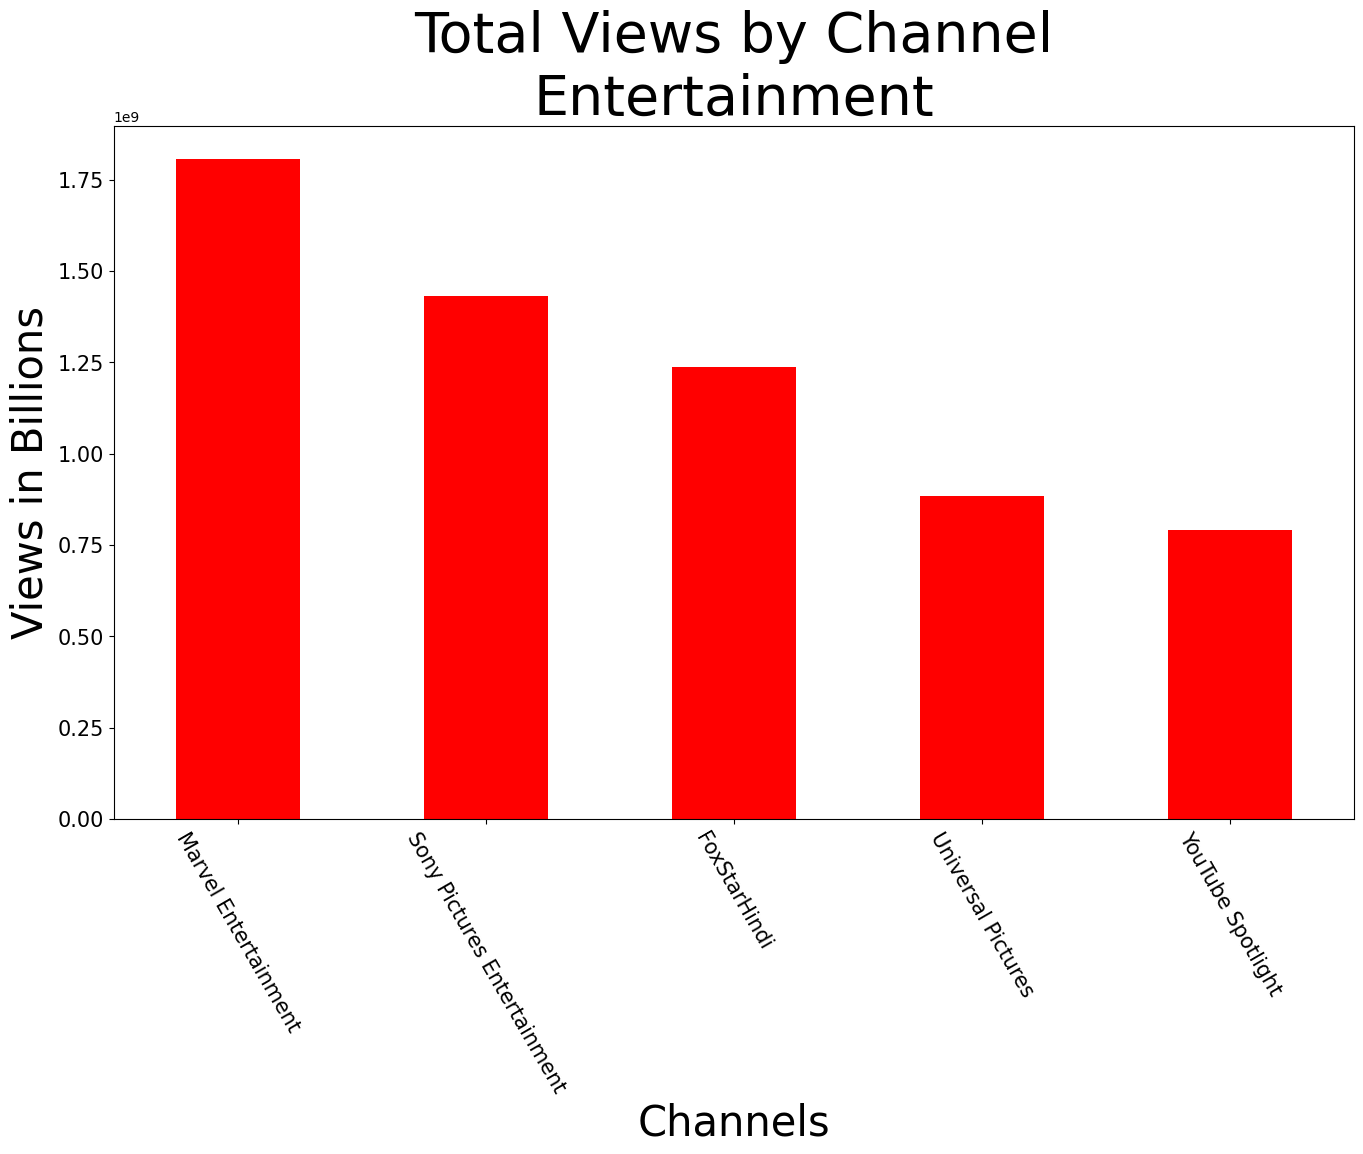 Total Views by Channel
Entertainment
1e9
Views in Billions
1.75
1.50
1.25
1.00
0.75
0.50
0.25
0.00
Marvel Entertainment
Sony Pictures Entertainment
FoxStarHindi
Universal Pictures
YouTube Spotlight
Channels